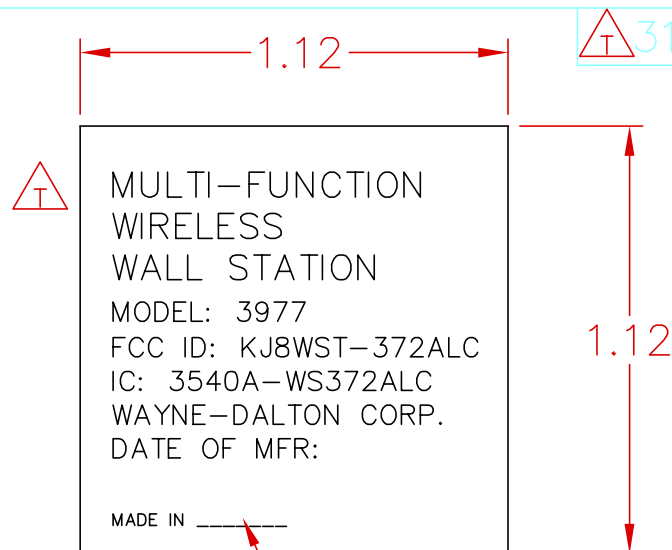 1.12
T 31
T
MULTI-FUNCTION
WIRELESS
WALL STATION
MODEL: 3977
FCC ID: KJ8WST-372ALC
IC: 3540A-WS372ALC
WAYNE-DALTON CORP.
DATE OF MFR:
1.12
MADE IN _______